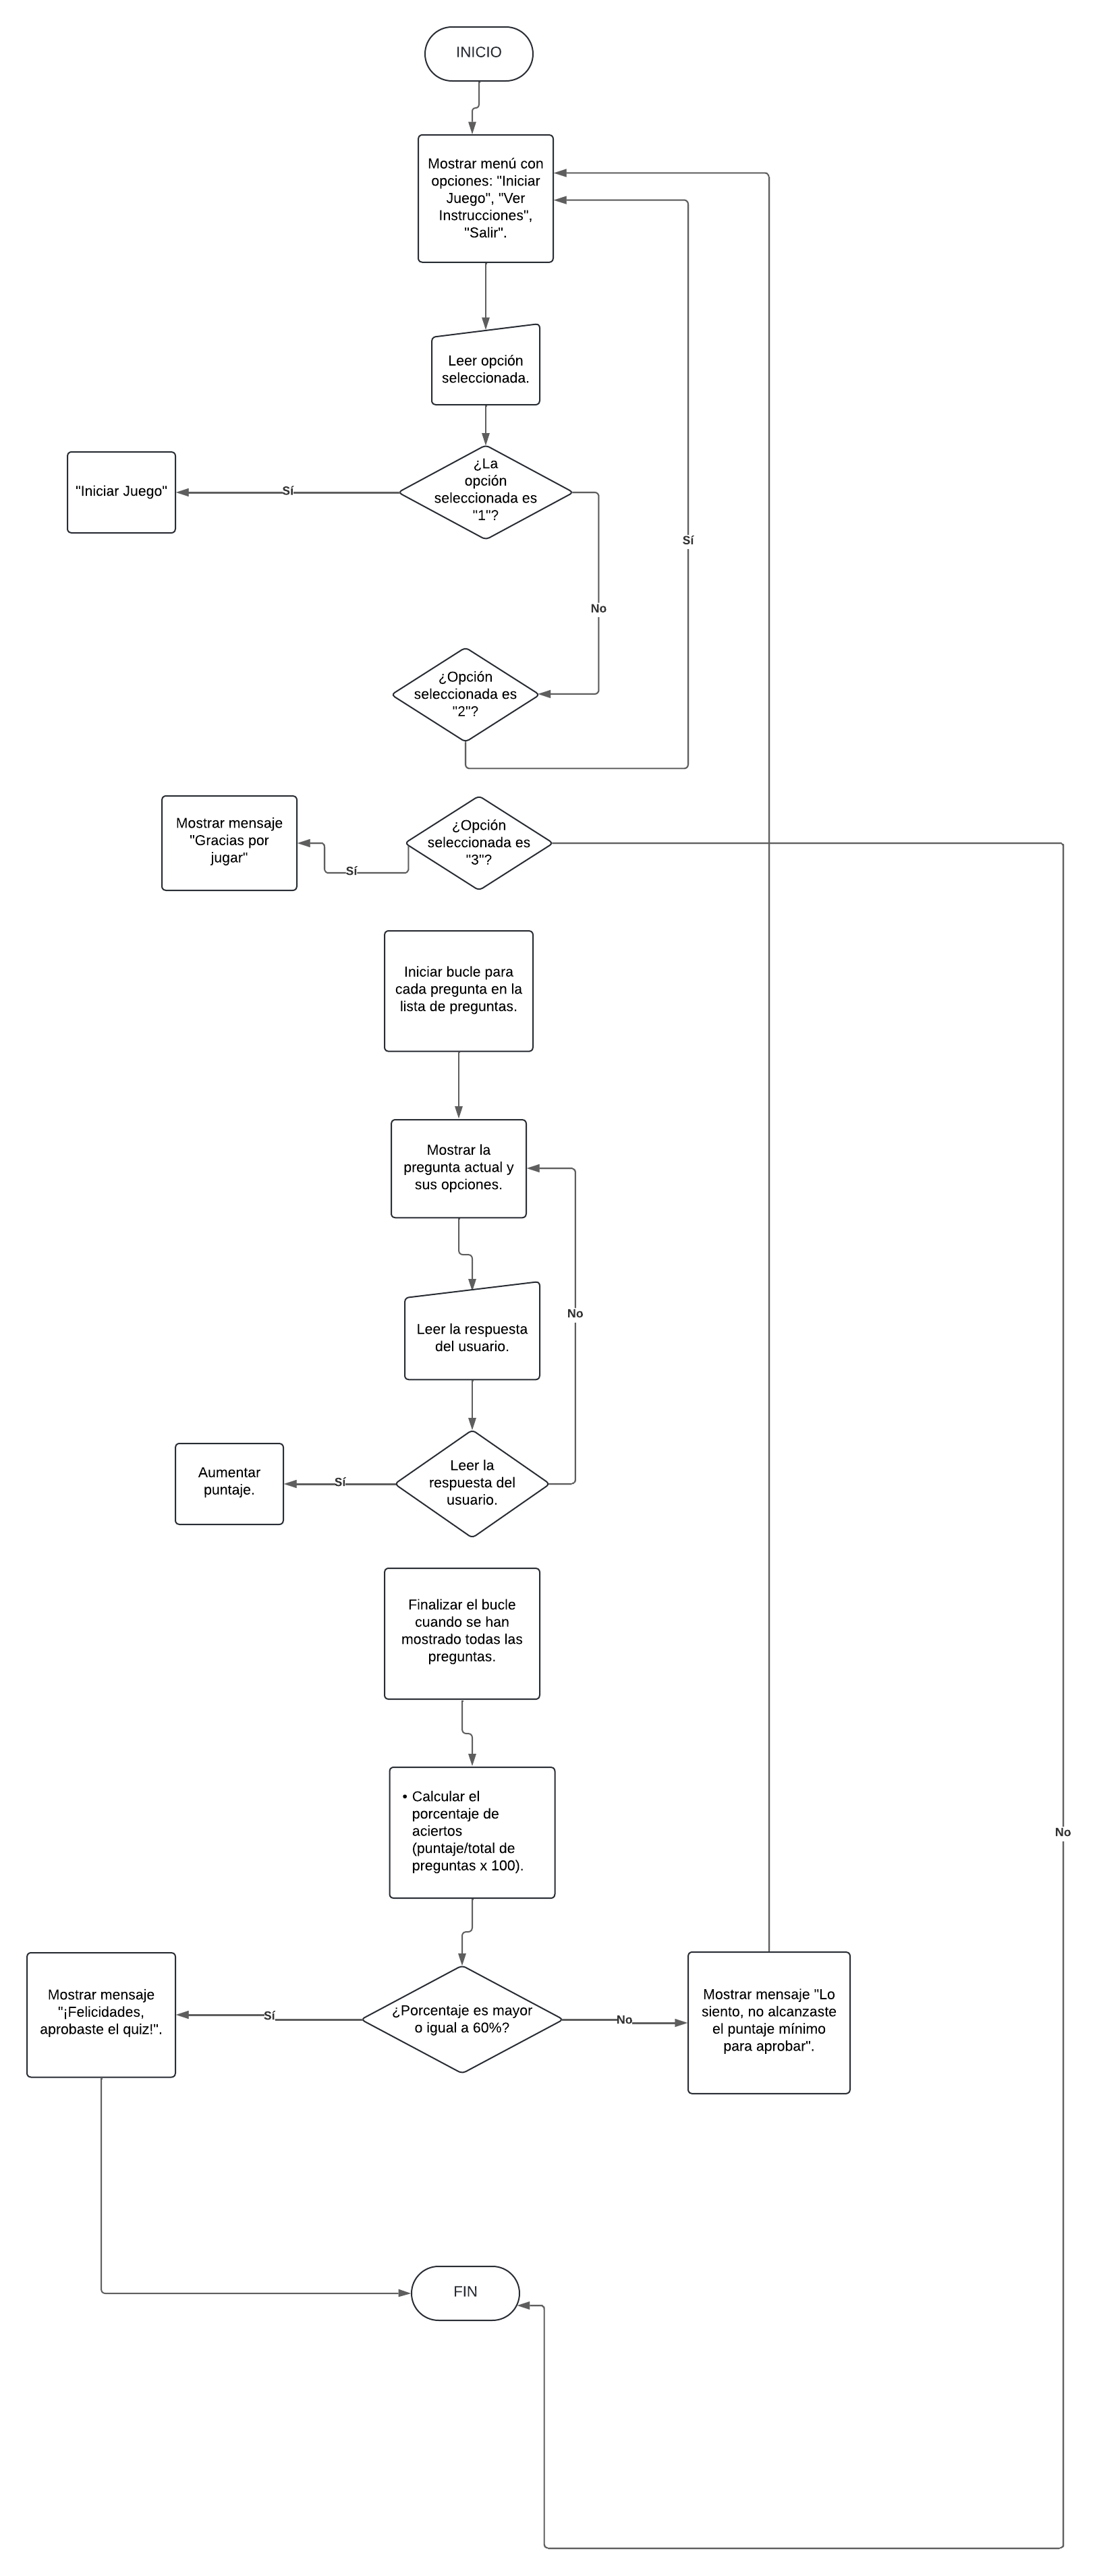 INICIO
Mostrar menú con
opciones: "Iniciar
Juego", "Ver
Instrucciones",
"Salir".
Leer opción
seleccionada.
¿La
opción
seleccionada es
"1"?
Sí
"Iniciar Juego"
No
Sí
¿Opción
seleccionada es
"2"?
¿Opción
seleccionada es
"3"?
Sí
Mostrar mensaje
"Gracias por
jugar"
Iniciar bucle para
cada pregunta en la
lista de preguntas.
Mostrar la
pregunta actual y
sus opciones.
No
Leer la respuesta
del usuario.
Leer la
respuesta del
usuario.
Sí
Aumentar
puntaje.
Finalizar el bucle
cuando se han
mostrado todas las
preguntas.
• Calcular el
porcentaje de
aciertos
(puntaje/total de
preguntas x 100).
No
¿Porcentaje es mayor
o igual a 60%?
Sí
Mostrar mensaje
"¡Felicidades,
aprobaste el quiz!".
No
Mostrar mensaje "Lo
siento, no alcanzaste
el puntaje mínimo
para aprobar".
FIN